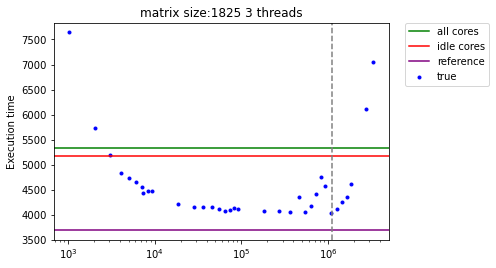 matrix size:1825 3 threads
Execution time
7500
7000
6500
6000
5500
5000
4500
4000
3500
10³
10⁴
10⁵
10⁶
all cores
idle cores
reference
true